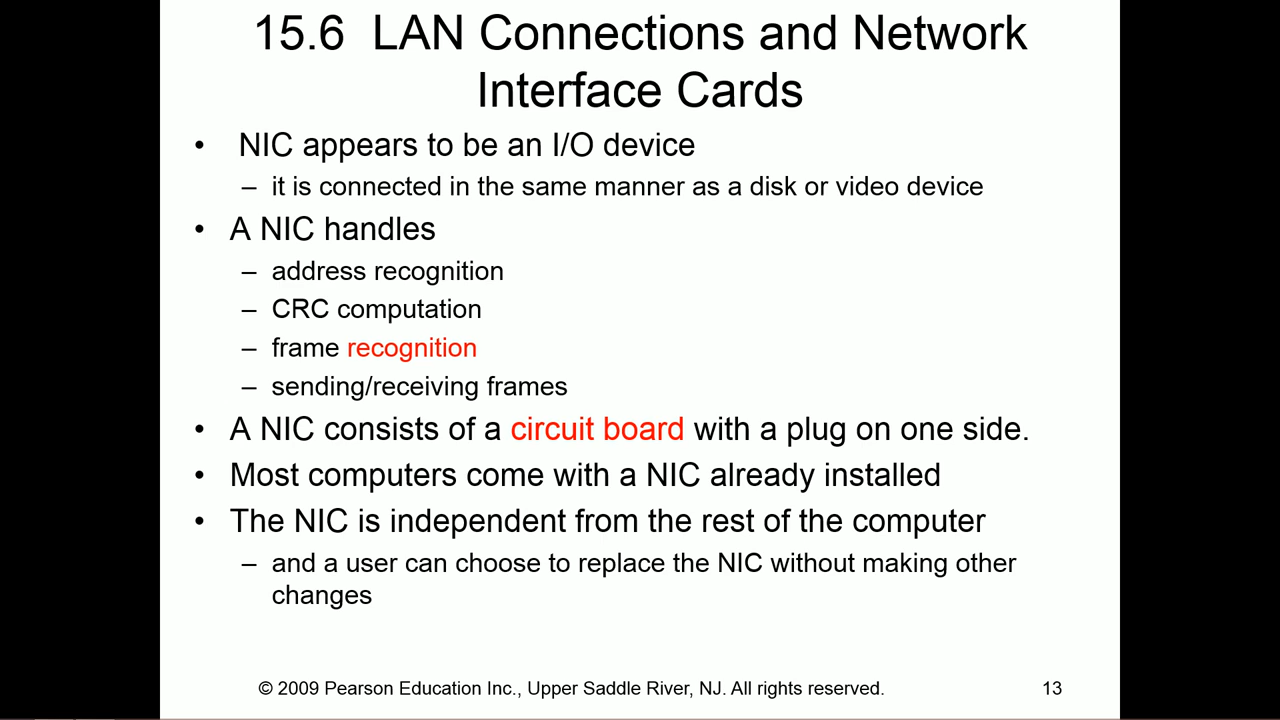 15.6 LAN Connections and Network
Interface Cards
• NIC appears to be an I/O device
– it is connected in the same manner as a disk or video device
• A NIC handles
– address recognition
– CRC computation
– frame recognition
– sending/receiving frames
• A NIC consists of a circuit board with a plug on one side.
• Most computers come with a NIC already installed
• The NIC is independent from the rest of the computer
– and a user can choose to replace the NIC without making other
changes
© 2009 Pearson Education Inc., Upper Saddle River, NJ. All rights reserved.
13